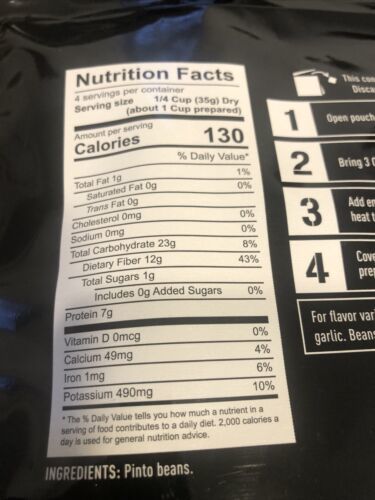 Nutrition Facts
4 servings per container
Serving size 1/4 Cup (35g) Dry
(about 1 Cup prepared)
Amount per serving
Calories 130
% Daily Value*
Total Fat 1g 1%
Saturated Fat 0g 0%
Trans Fat 0g
Cholesterol 0mg 0%
Sodium 0mg 0%
Total Carbohydrate 23g 8%
Dietary Fiber 12g 43%
Total Sugars 1g
Includes 0g Added Sugars 0%
Protein 7g
Vitamin D 0mcg 0%
Calcium 49mg 4%
Iron 1mg 6%
Potassium 490mg 10%
* The % Daily Value tells you how much a nutrient in a
serving of food contributes to a daily diet. 2,000 calories a
day is used for general nutrition advice.
INGREDIENTS: Pinto beans.
This
1 Open pouch
2 Bring 3
3 Add
heat
4
For flavor
garlic.